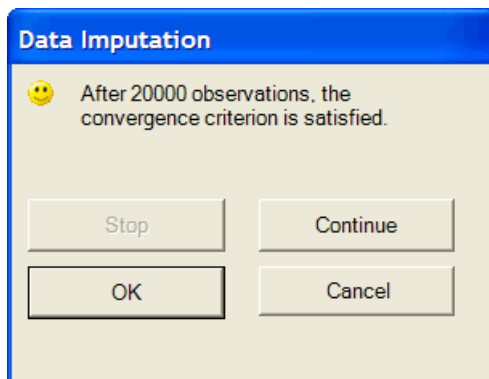 Data Imputation
After 20000 observations, the
convergence criterion is satisfied.
Stop
Continue
OK
Cancel